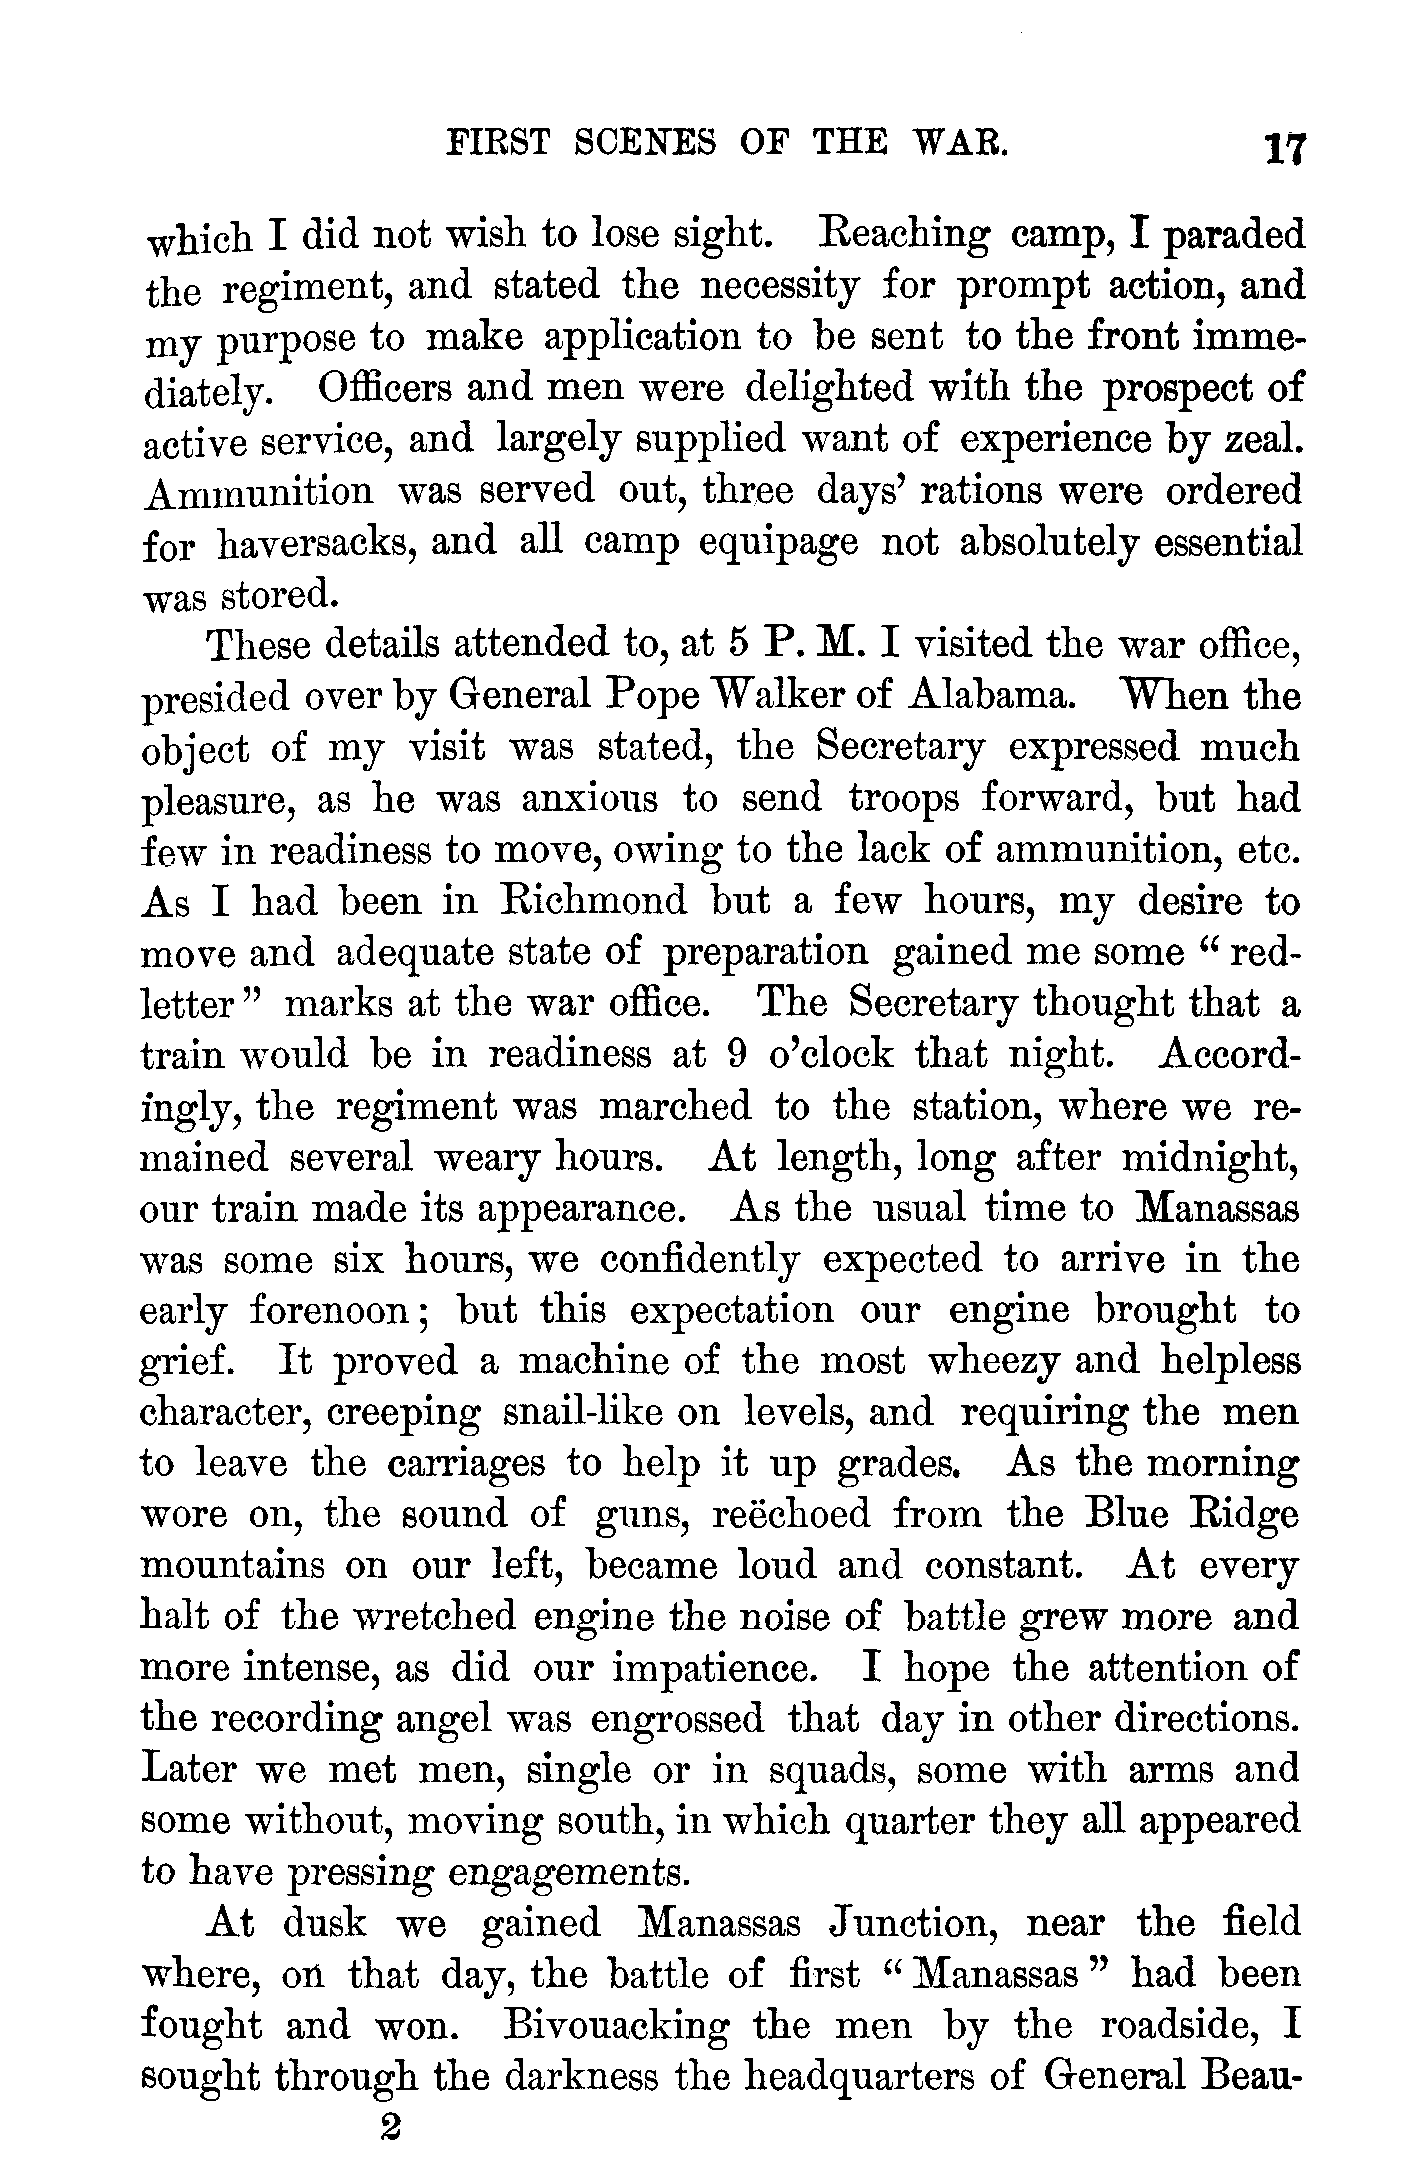 FIRST SCENES OF THE WAR. 17
which I did not wish to lose sight. Reaching camp, I paraded
the regiment, and stated the necessity for prompt action, and
my purpose to make application to be sent to the front imme-
diately. Officers and men were delighted with the prospect of
active service, and largely supplied want of experience by zeal.
Ammunition was served out, three days’ rations were ordered
for haversacks, and all camp equipage not absolutely essential
was stored.
These details attended to, at 5 P. M. I visited the war office,
presided over by General Pope Walker of Alabama. When the
object of my visit was stated, the Secretary expressed much
pleasure, as he was anxious to send troops forward, but had
few in readiness to move, owing to the lack of ammunition, etc.
As I had been in Richmond but a few hours, my desire to
move and adequate state of preparation gained me some “ red-
letter ” marks at the war office. The Secretary thought that a
train would be in readiness at 9 o’clock that night. Accord-
ingly, the regiment was marched to the station, where we re-
mained several weary hours. At length, long after midnight,
our train made its appearance. As the usual time to Manassas
was some six hours, we confidently expected to arrive in the
early forenoon ; but this expectation our engine brought to
grief. It proved a machine of the most wheezy and helpless
character, creeping snail-like on levels, and requiring the men
to leave the carriages to help it up grades. As the morning
wore on, the sound of guns, reëchoed from the Blue Ridge
mountains on our left, became loud and constant. At every
halt of the wretched engine the noise of battle grew more and
more intense, as did our impatience. I hope the attention of
the recording angel was engrossed that day in other directions.
Later we met men, single or in squads, some with arms and
some without, moving south, in which quarter they all appeared
to have pressing engagements.
At dusk we gained Manassas Junction, near the field
where, on that day, the battle of first “ Manassas ” had been
fought and won. Bivouacking the men by the roadside, I
sought through the darkness the headquarters of General Beau-
2